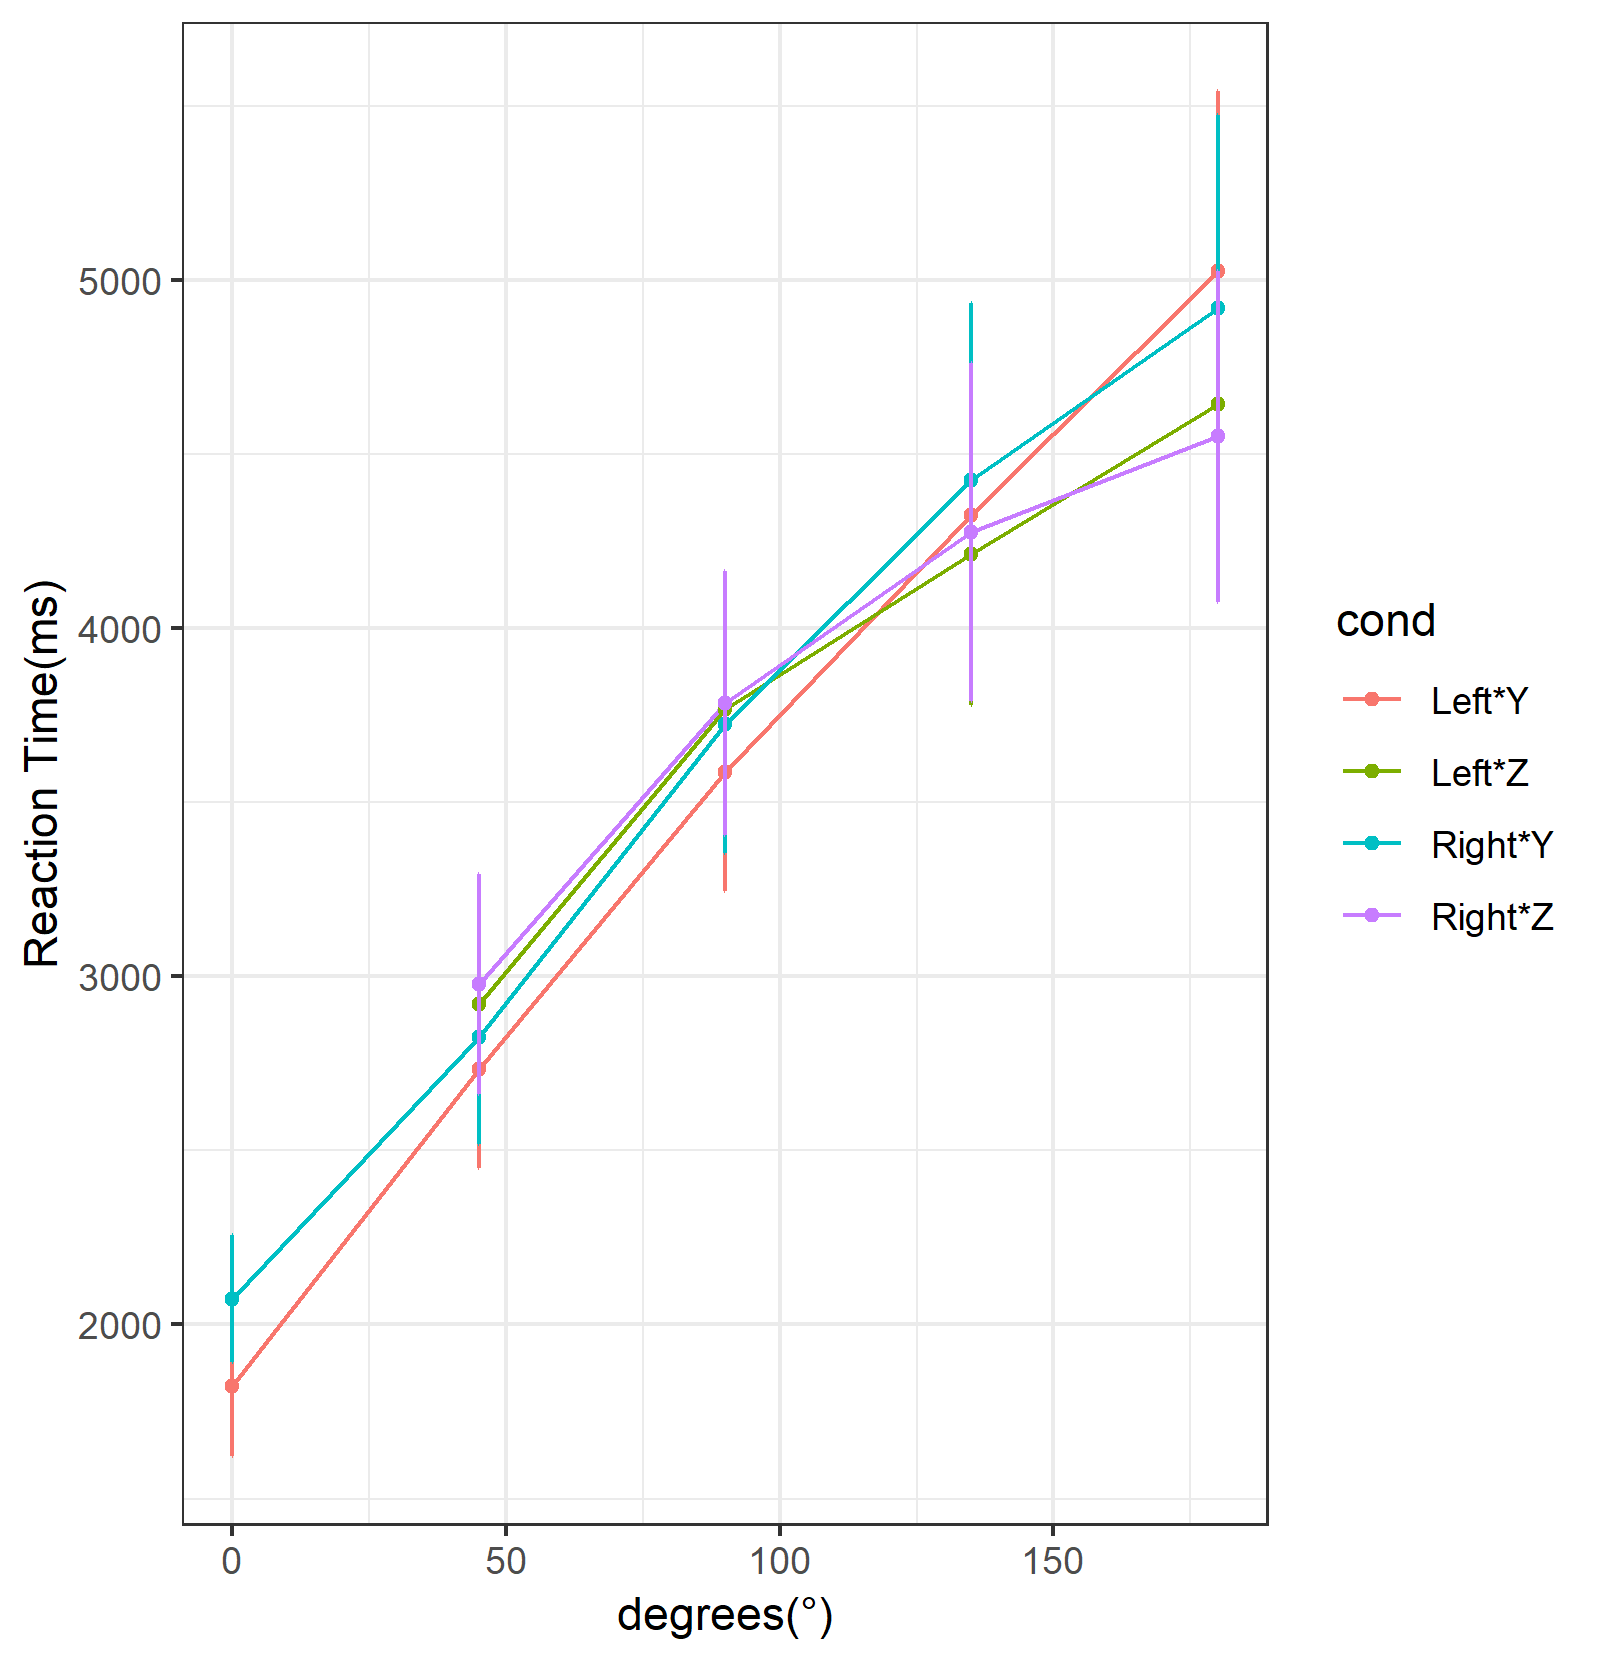 5000
4000
3000
2000
Reaction Time(ms)
0 50 100 150
degrees(°)
cond
Left*Y
Left*Z
Right*Y
Right*Z